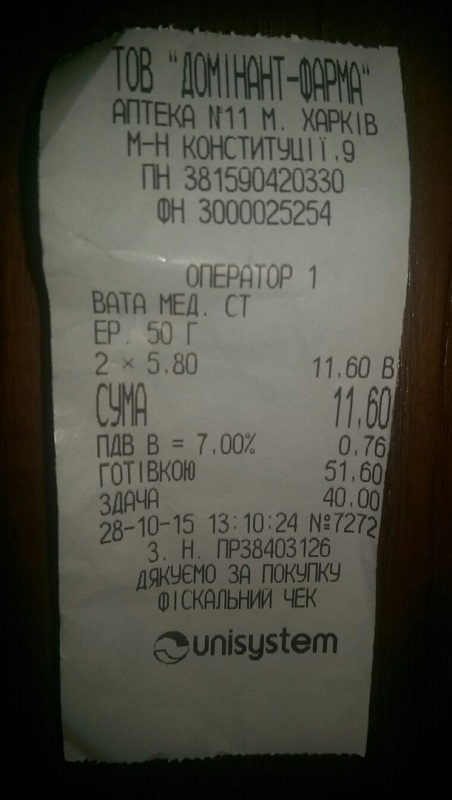 ТОВ "ДОМІНАНТ-ФАРМА"
АПТЕКА №11 М. ХАРКІВ
М-Н КОНСТИТУЦІЇ,9
ПН 381590420330
ФН 3000025254
ОПЕРАТОР 1
ВАТА МЕД. СТ
ЕР. 50 Г
2 × 5.80 11.60 В
СУМА 11,60
ПДВ В = 7.00% 0.76
ГОТІВКОЮ 51.60
ЗДАЧА 40.00
28-10-15 13:10:24 №7272
З. Н. ПР38403126
ДЯКУЄМО ЗА ПОКУПКУ
ФІСКАЛЬНИЙ ЧЕК
unisystem